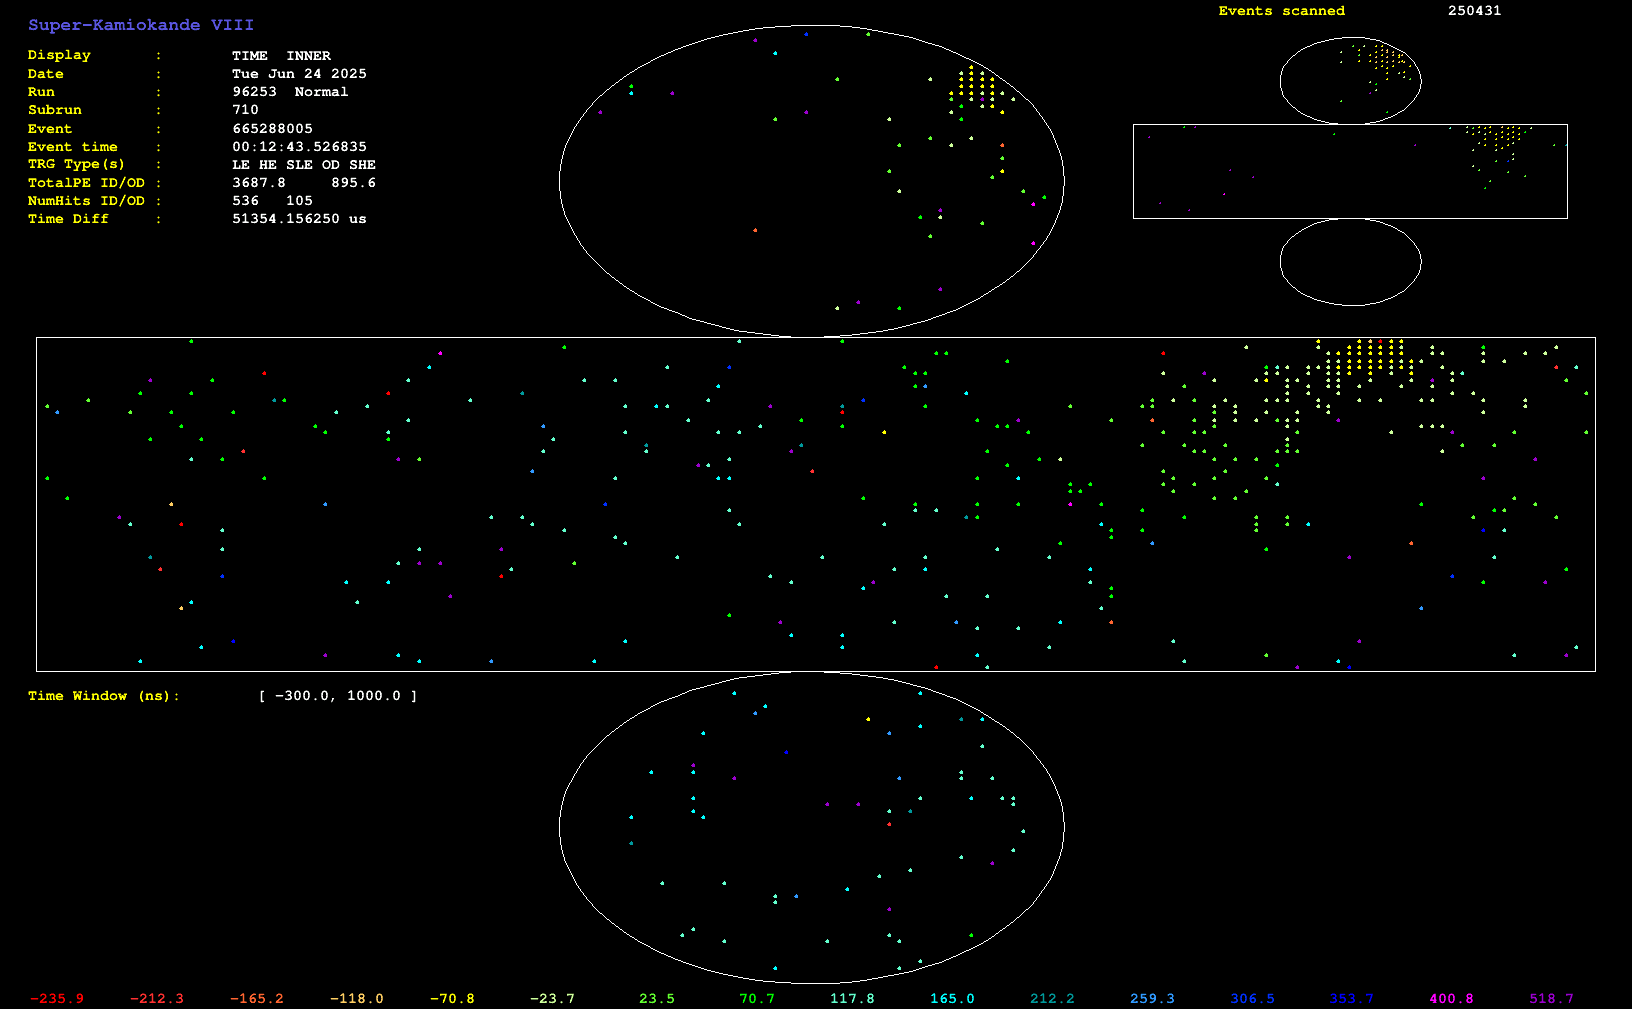 Super-Kamiokande VIII
Events scanned 250431
Display : TIME INNER
Date : Tue Jun 24 2025
Run : 96253 Normal
Subrun : 710
Event : 665288005
Event time : 00:12:43.526835
TRG Type(s) : LE HE SLE OD SHE
TotalPE ID/OD : 3687.8 895.6
NumHits ID/OD : 536 105
Time Diff : 51354.156250 us
Time Window (ns): [ -300.0, 1000.0 ]
-235.9 -212.3 -165.2 -118.0 -70.8 -23.7 23.5 70.7 117.8 165.0 212.2 259.3 306.5 353.7 400.8 518.7